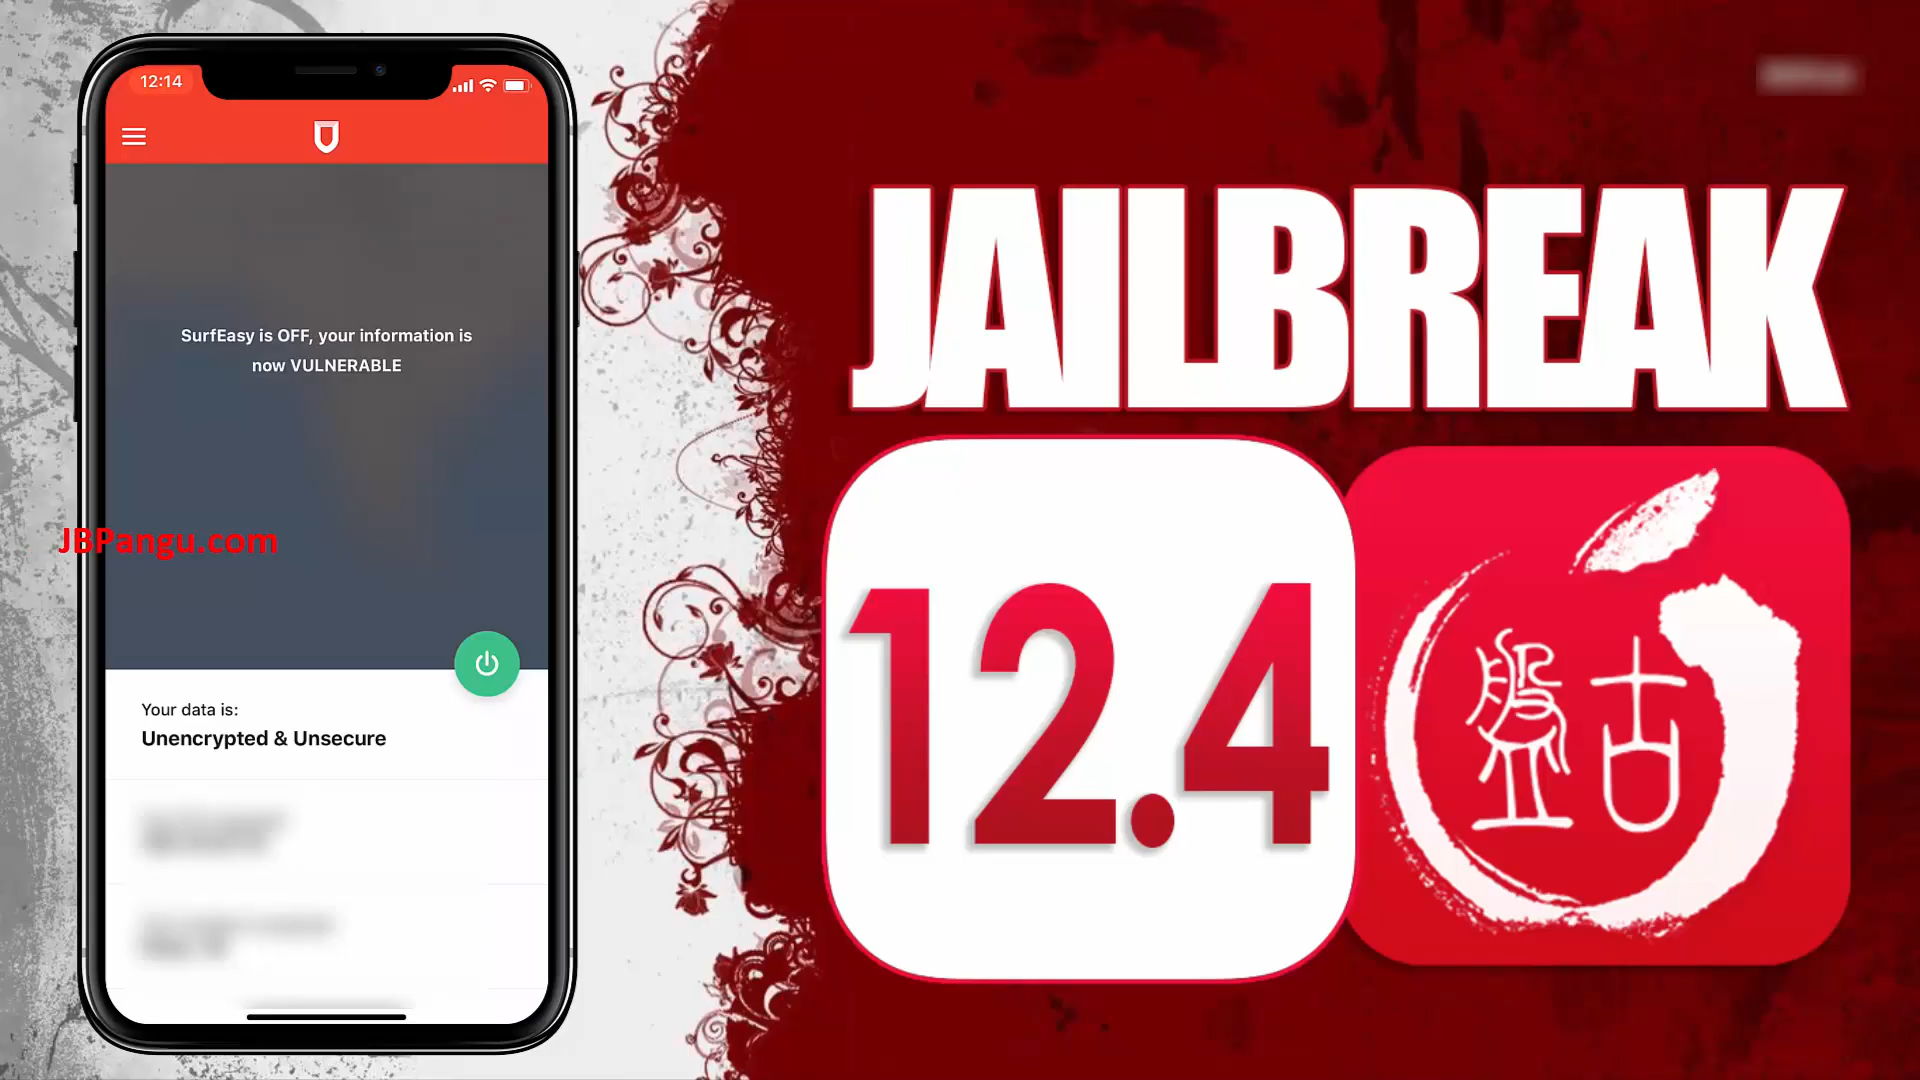 12:14
SurfEasy is OFF, your information is
now VULNERABLE
JBPangu.com
Your data is:
Unencrypted & Unsecure
JAILBREAK
12.4
盤古